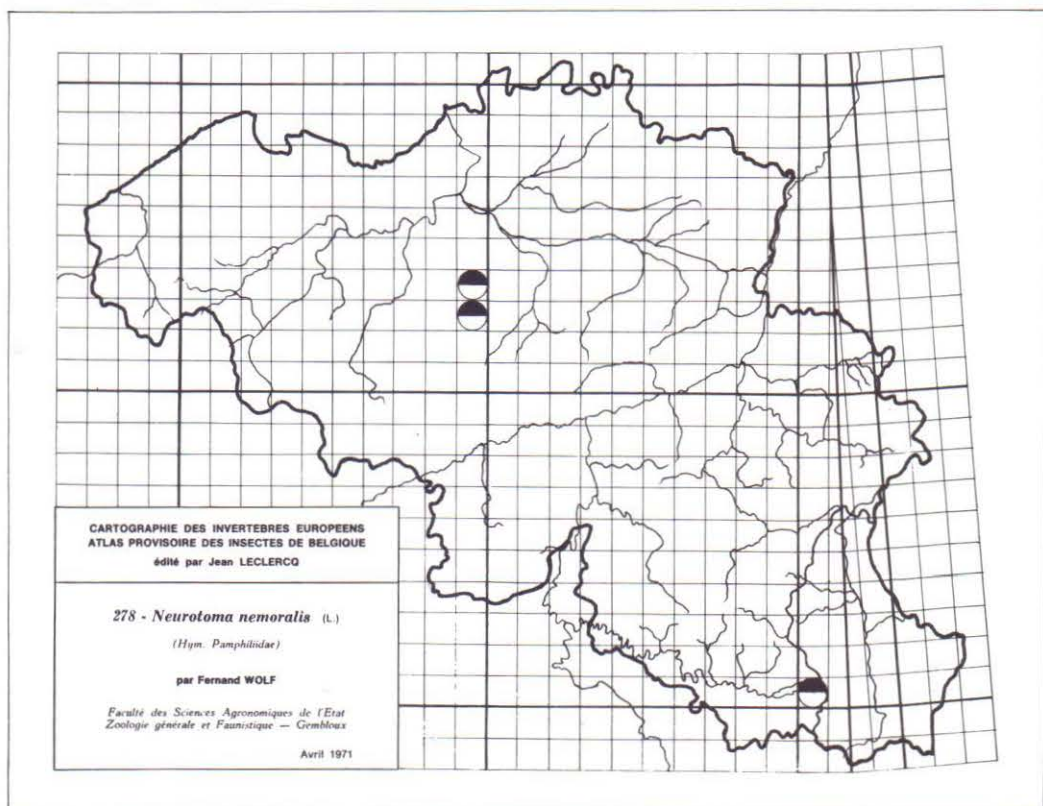 CARTOGRAPHIE DES INVERTEBRES EUROPEENS
ATLAS PROVISOIRE DES INSECTES DE BELGIQUE
édité par Jean LECLERCQ
278 - Neurotoma nemoralis (L.)
(Hym. Pamphiliidae)
par Fernand WOLF
Faculté des Sciences Agronomiques de l'Etat
Zoologie générale et Faunistique — Gembloux
Avril 1971